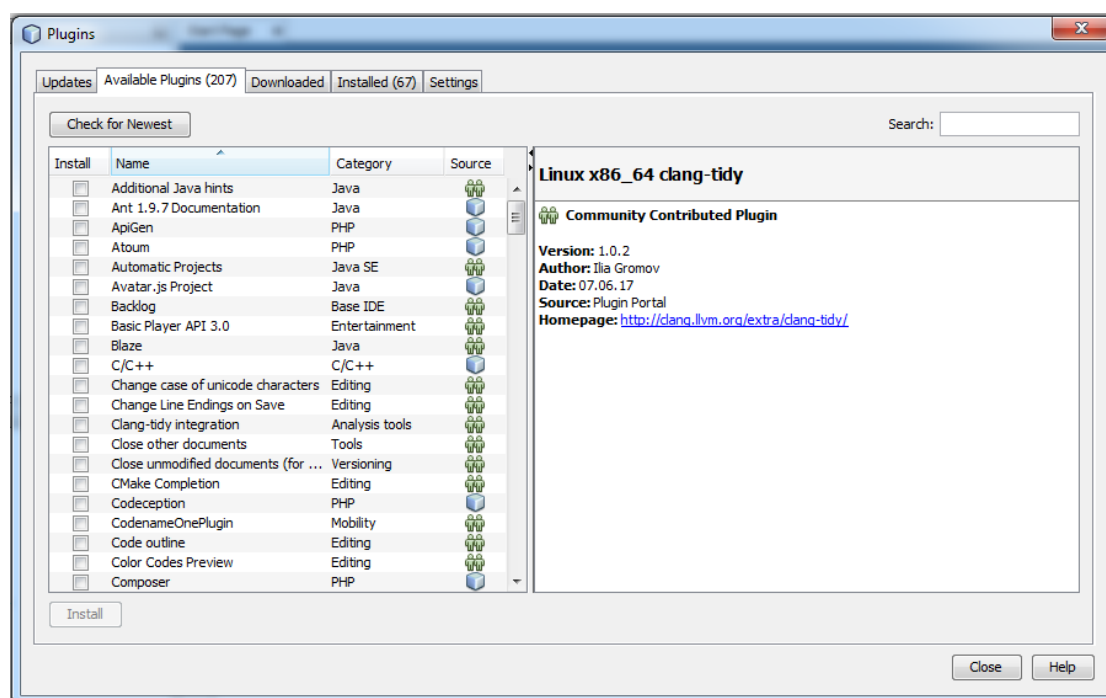 Plugins
Start Page
Updates Available Plugins (207) Downloaded Installed (67) Settings
Check for Newest Search:
Install Name Category Source
Additional Java hints Java
Ant 1.9.7 Documentation Java
ApiGen PHP
Atoum PHP
Automatic Projects Java SE
Avatar.js Project Java
Backlog Base IDE
Basic Player API 3.0 Entertainment
Blaze Java
C/C++ C/C++
Change case of unicode characters Editing
Change Line Endings on Save Editing
Clang-tidy integration Analysis tools
Close other documents Tools
Close unmodified documents (for ... Versioning
CMake Completion Editing
Codeception PHP
CodenameOnePlugin Mobility
Code outline Editing
Color Codes Preview Editing
Composer PHP
Linux x86_64 clang-tidy
Community Contributed Plugin
Version: 1.0.2
Author: Ilia Gromov
Date: 07.06.17
Source: Plugin Portal
Homepage: http://clang.llvm.org/extra/clang-tidy/
Install
Close Help